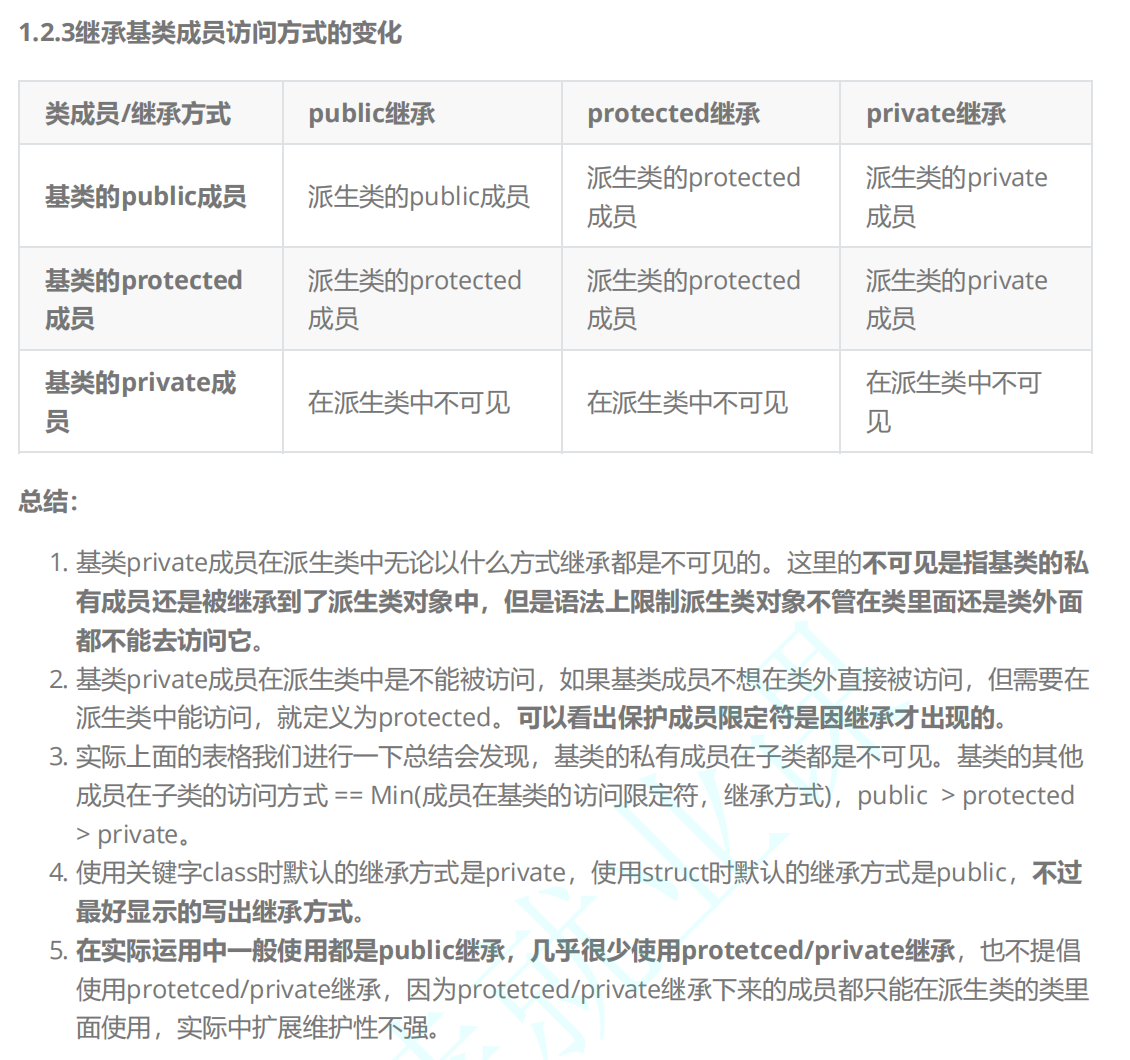 1.2.3继承基类成员访问方式的变化
类成员/继承方式 public继承 protected继承 private继承
基类的public成员 派生类的public成员 派生类的protected
成员 派生类的private
成员
基类的protected
成员 派生类的protected
成员 派生类的protected
成员 派生类的private
成员
基类的private成
员 在派生类中不可见 在派生类中不可见 在派生类中不可
见
总结：
1. 基类private成员在派生类中无论以什么方式继承都是不可见的。这里的不可见是指基类的私
有成员还是被继承到了派生类对象中，但是语法上限制派生类对象不管在类里面还是类外面
都不能去访问它。
2. 基类private成员在派生类中是不能被访问，如果基类成员不想在类外直接被访问，但需要在
派生类中能访问，就定义为protected。可以看出保护成员限定符是因继承才出现的。
3. 实际上面的表格我们进行一下总结会发现，基类的私有成员在子类都是不可见。基类的其他
成员在子类的访问方式 == Min(成员在基类的访问限定符，继承方式)，public > protected
> private。
4. 使用关键字class时默认的继承方式是private，使用struct时默认的继承方式是public，不过
最好显示的写出继承方式。
5. 在实际运用中一般使用都是public继承，几乎很少使用protetced/private继承，也不提倡
使用protetced/private继承，因为protetced/private继承下来的成员都只能在派生类的类里
面使用，实际中扩展维护性不强。
就业课